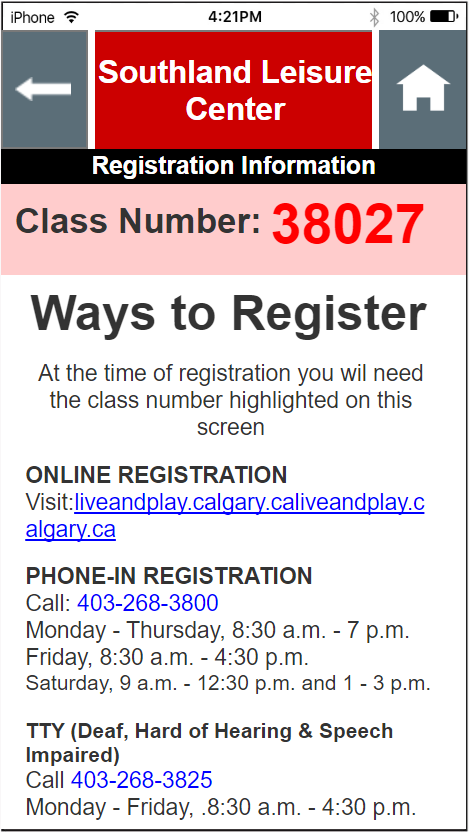 iPhone 4:21PM 100%
Southland Leisure
Center
Registration Information
Class Number: 38027
Ways to Register
At the time of registration you wil need
the class number highlighted on this
screen
ONLINE REGISTRATION
Visit:liveandplay.calgary.caliveandplay.c
algary.ca
PHONE-IN REGISTRATION
Call: 403-268-3800
Monday - Thursday, 8:30 a.m. - 7 p.m.
Friday, 8:30 a.m. - 4:30 p.m.
Saturday, 9 a.m. - 12:30 p.m. and 1 - 3 p.m.
TTY (Deaf, Hard of Hearing & Speech
Impaired)
Call 403-268-3825
Monday - Friday, .8:30 a.m. - 4:30 p.m.